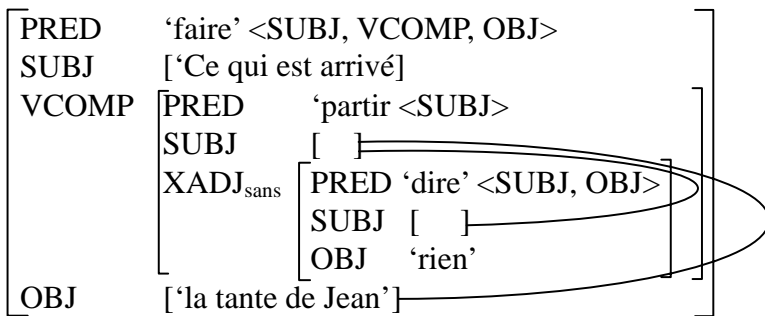 PRED ‘faire’ <SUBJ, VCOMP, OBJ>
SUBJ [‘Ce qui est arrivé]
VCOMP PRED ‘partir <SUBJ>
SUBJ [ ]
XADJsans PRED ‘dire’ <SUBJ, OBJ>
SUBJ [ ]
OBJ ‘rien’
OBJ [‘la tante de Jean’]